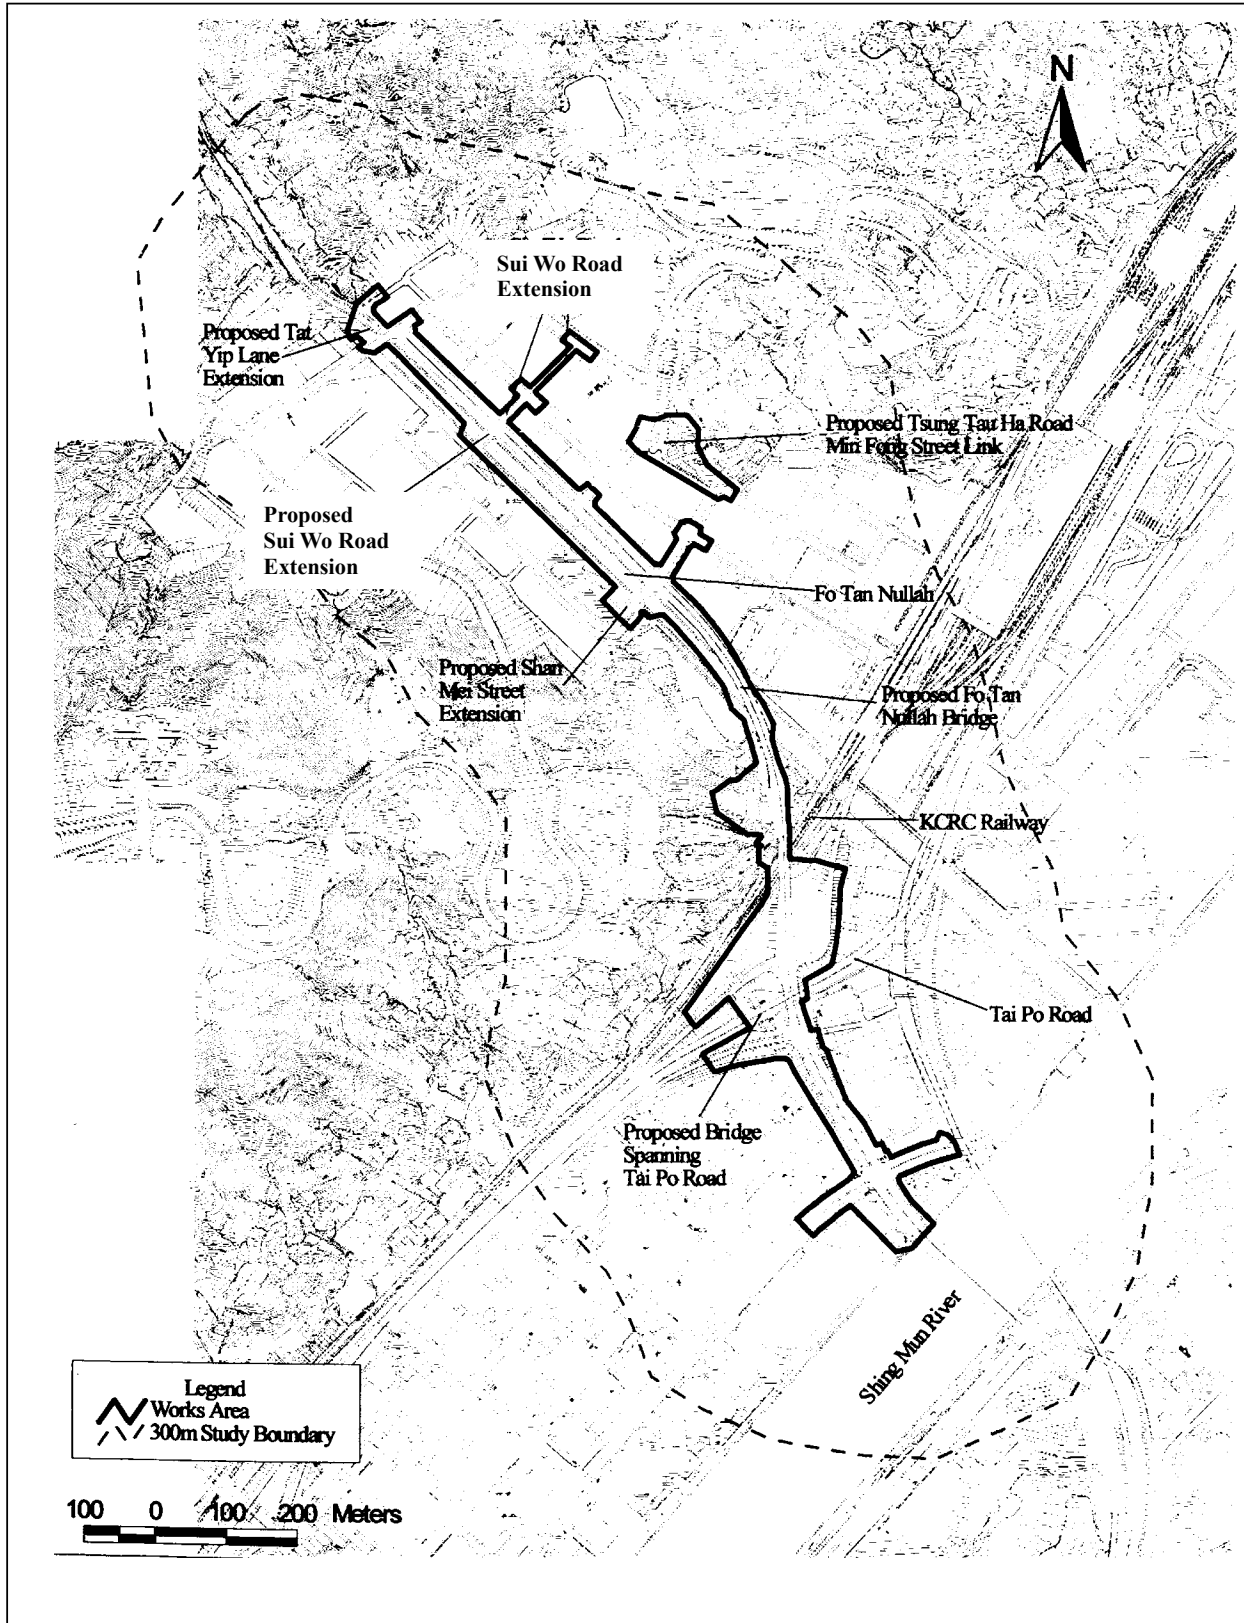 N
Sui Wo Road
Extension
Proposed Tat
Yip Lane
Extension
Proposed Tsung Tau Ha Road
Min Fong Street Link
Proposed
Sui Wo Road
Extension
Fo Tan Nullah
Proposed Shan
Mei Street
Extension
Proposed Fo Tan
Nullah Bridge
KCRC Railway
Tai Po Road
Proposed Bridge
Spanning
Tai Po Road
Shing Mun River
Legend
Works Area
300m Study Boundary
100 0 100 200 Meters